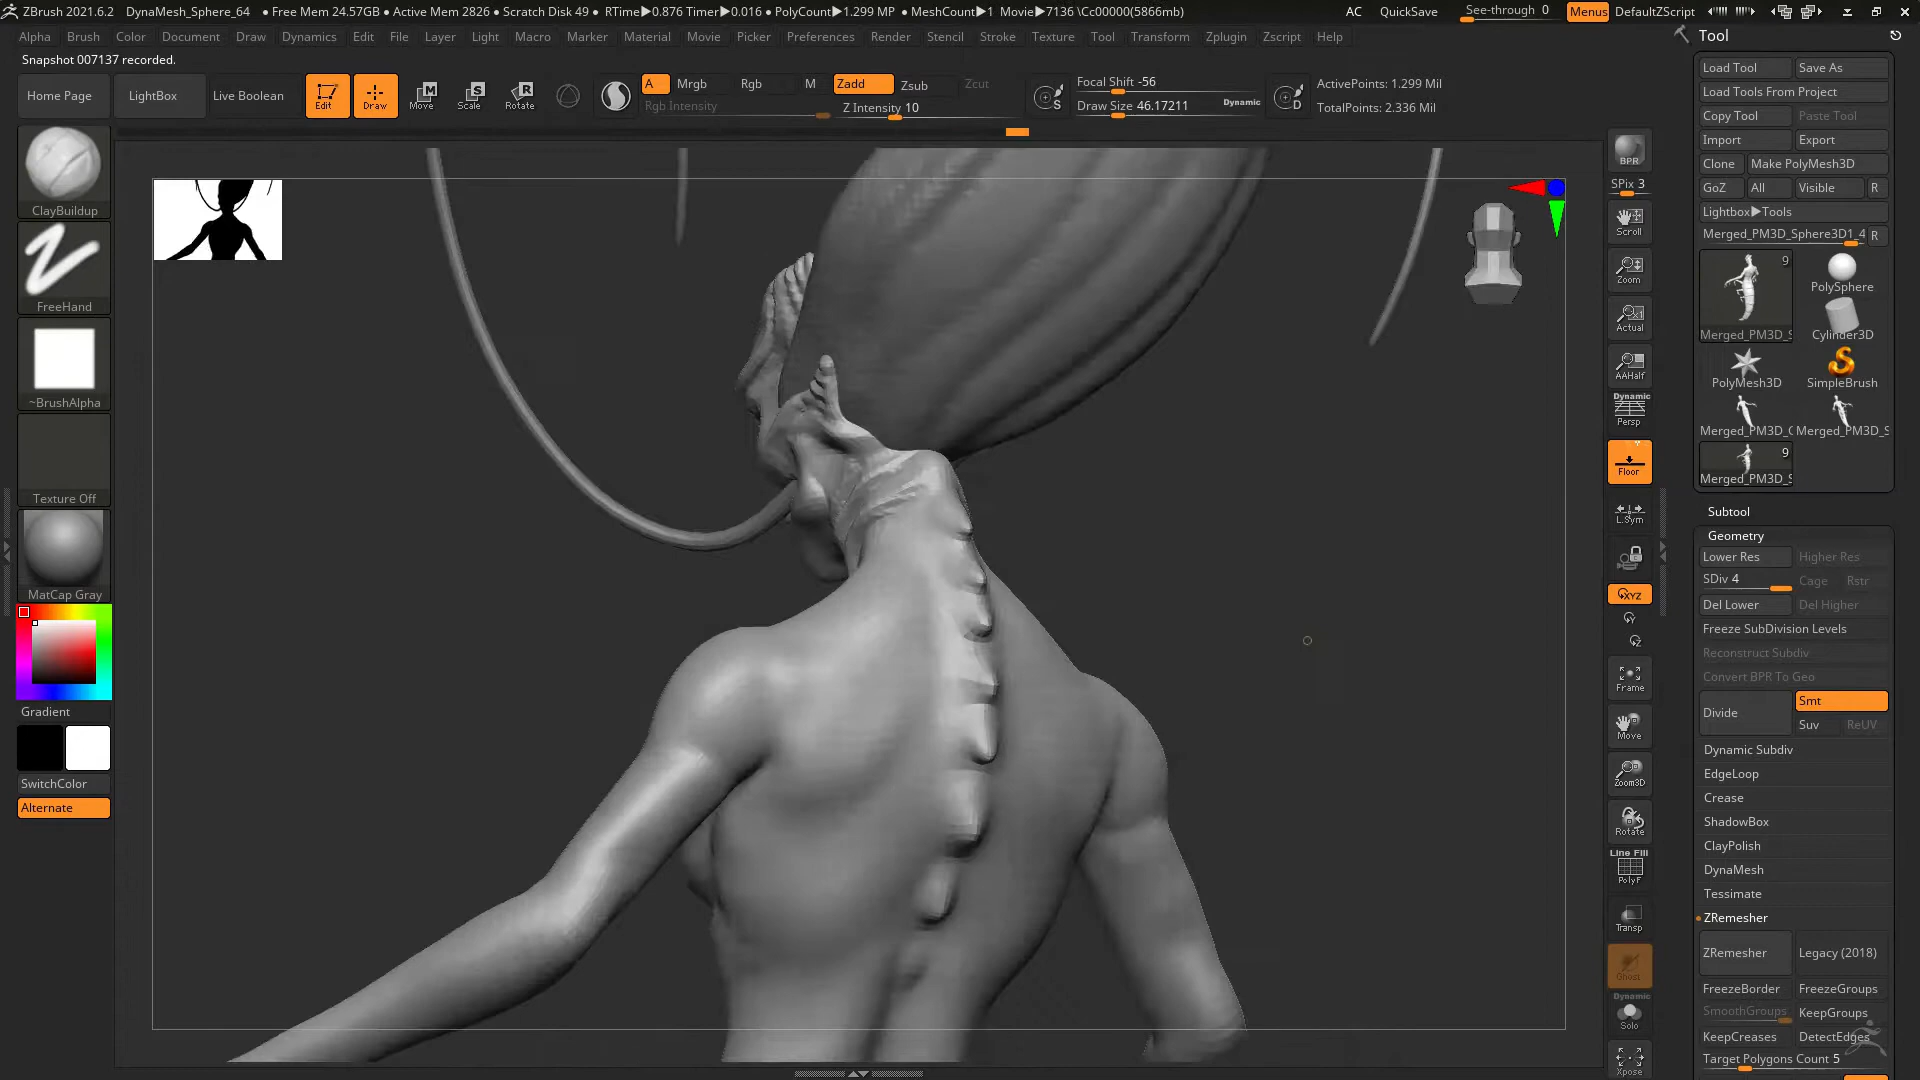 ZBrush 2021.6.2 DynaMesh_Sphere_64 ● Free Mem 24.57GB ● Active Mem 2826 ● Scratch Disk 49 ● RTime▶0.876 Timer▶0.016 ● PolyCount▶1.299 MP ● MeshCount▶1 Movie▶7136 \Cc00000(5866mb) AC QuickSave See-through 0 Menus DefaultZScript
Alpha Brush Color Document Draw Dynamics Edit File Layer Light Macro Marker Material Movie Picker Preferences Render Stencil Stroke Texture Tool Transform Zplugin Zscript Help
Snapshot 007137 recorded.
Home Page LightBox Live Boolean Edit Draw Move Scale Rotate
A Mrgb Rgb M Zadd Zsub Zcut
Rgb Intensity Z Intensity 10
Focal Shift -56
Draw Size 46.17211 Dynamic
ActivePoints: 1.299 Mil
TotalPoints: 2.336 Mil
ClayBuildup
FreeHand
~BrushAlpha
Texture Off
MatCap Gray
Gradient
SwitchColor
Alternate
BPR
SPix 3
Scroll
Zoom
Actual
AAHalf
Dynamic
Persp
Floor
L.Sym
XYZ
Frame
Move
Zoom3D
Rotate
Line Fill
PolyF
Transp
Ghost
Dynamic
Solo
Xpose
Tool
Load Tool Save As
Load Tools From Project
Copy Tool Paste Tool
Import Export
Clone Make PolyMesh3D
GoZ All Visible R
Lightbox▶Tools
Merged_PM3D_Sphere3D1_4 R
9
PolySphere
Merged_PM3D_S Cylinder3D
PolyMesh3D SimpleBrush
Merged_PM3D_C Merged_PM3D_S
9
Merged_PM3D_S
Subtool
Geometry
Lower Res Higher Res
SDiv 4 Cage Rstr
Del Lower Del Higher
Freeze SubDivision Levels
Reconstruct Subdiv
Convert BPR To Geo
Divide Smt
Suv ReUV
Dynamic Subdiv
EdgeLoop
Crease
ShadowBox
ClayPolish
DynaMesh
Tessimate
ZRemesher
ZRemesher Legacy (2018)
FreezeBorder FreezeGroups
SmoothGroups KeepGroups
KeepCreases DetectEdges
Target Polygons Count 5